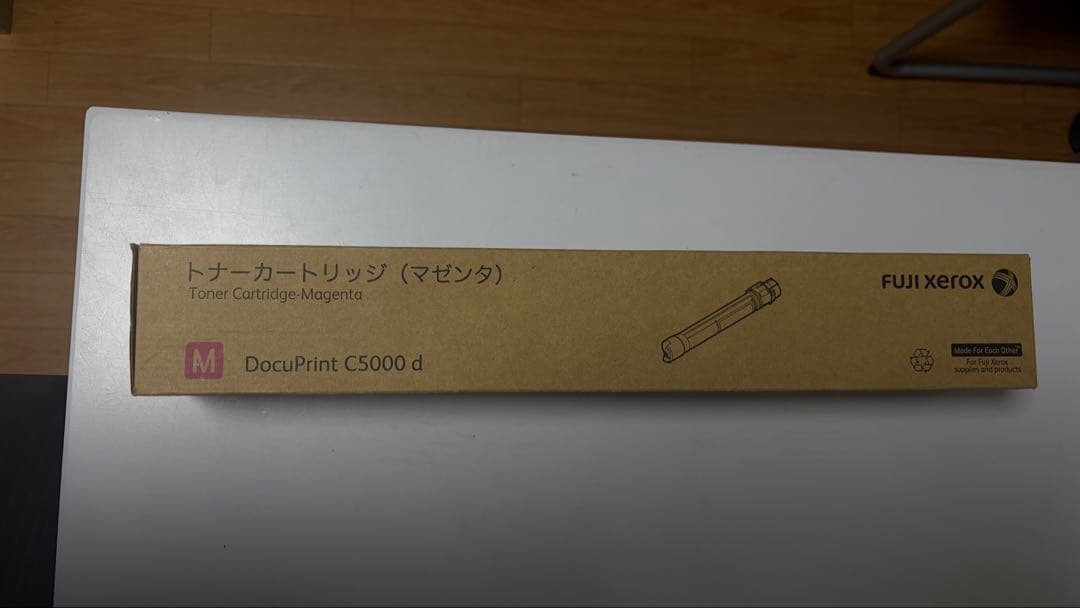 トナーカートリッジ（マゼンタ）
Toner Cartridge-Magenta
M
DocuPrint C5000 d
FUJI xerox
Made For Each Other
For Fuji Xerox
supplies and products